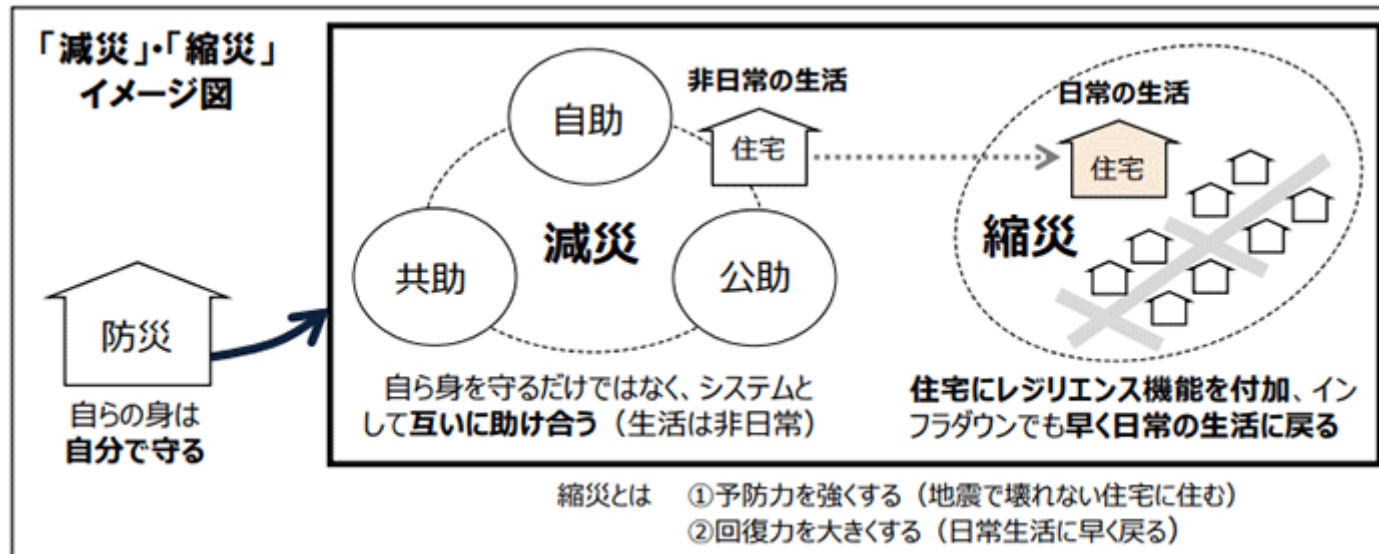 「減災」・「縮災」
イメージ図
防災
自らの身は
自分で守る
自助
共助
公助
減災
非日常の生活
住宅
自ら身を守るだけではなく、システムと
して互いに助け合う（生活は非日常）
日常の生活
住宅
縮災
住宅にレジリエンス機能を付加、イン
フラダウンでも早く日常の生活に戻る
縮災とは ①予防力を強くする（地震で壊れない住宅に住む）
②回復力を大きくする（日常生活に早く戻る）